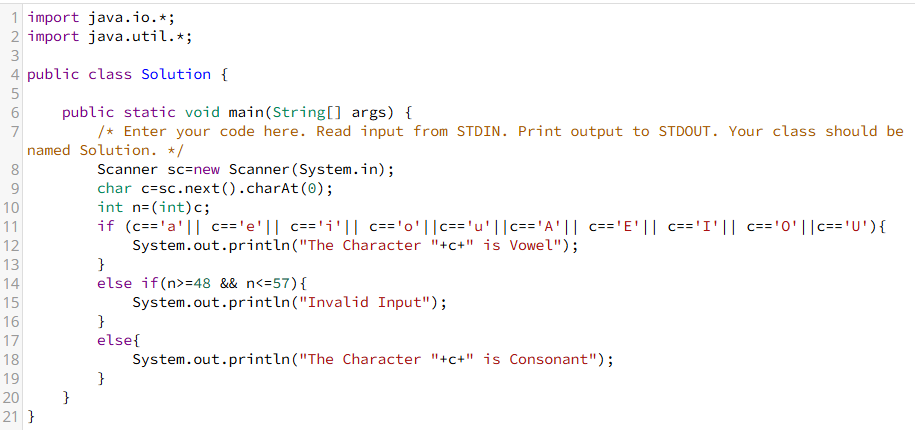 1 import java.io.*;
2 import java.util.*;
3
4 public class Solution {
5
6     public static void main(String[] args) {
7         /* Enter your code here. Read input from STDIN. Print output to STDOUT. Your class should be
named Solution. */
8         Scanner sc=new Scanner(System.in);
9         char c=sc.next().charAt(0);
10         int n=(int)c;
11         if (c=='a'|| c=='e'|| c=='i'|| c=='o'||c=='u'||c=='A'|| c=='E'|| c=='I'|| c=='O'||c=='U'){
12             System.out.println("The Character "+c+" is Vowel");
13         }
14         else if(n>=48 && n<=57){
15             System.out.println("Invalid Input");
16         }
17         else{
18             System.out.println("The Character "+c+" is Consonant");
19         }
20     }
21 }